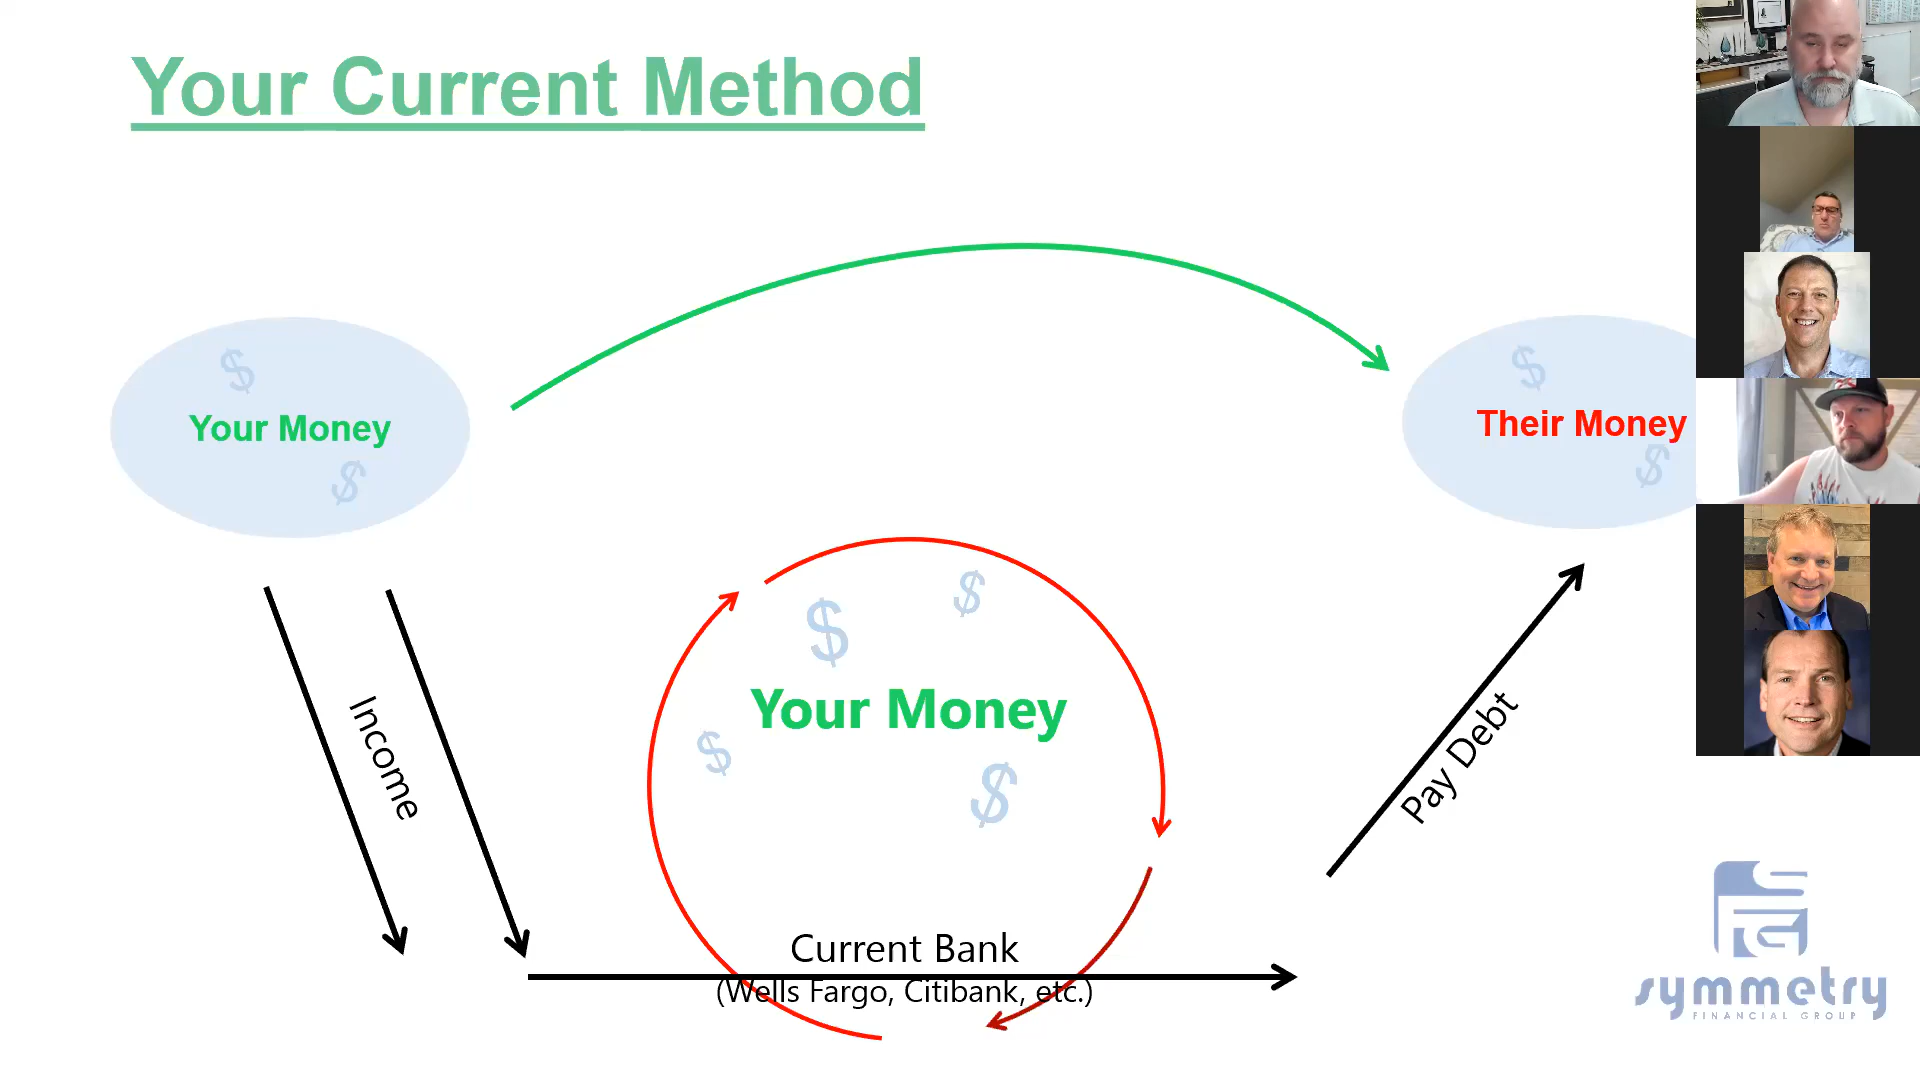 Your Current Method
Your Money
Their Money
$
$
$
$
$
$
$
$
Your Money
Income
Pay Debt
Current Bank
(Wells Fargo, Citibank, etc.)
SFG
symmetry
FINANCIAL GROUP